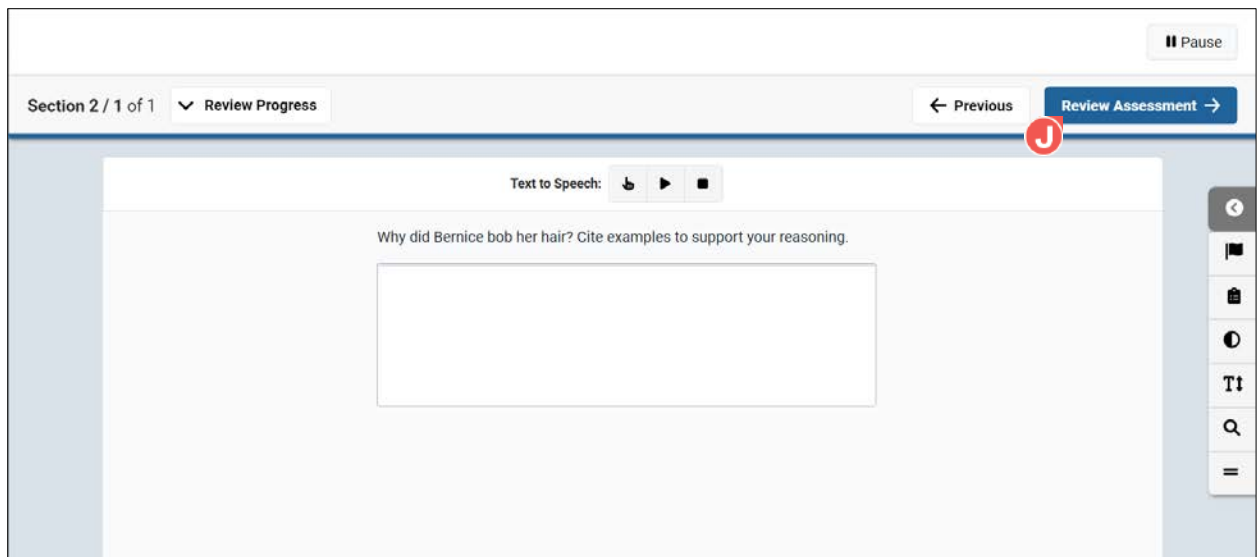 Pause
Section 2 / 1 of 1 Review Progress Previous Review Assessment
J
Text to Speech:
Why did Bernice bob her hair? Cite examples to support your reasoning.
T